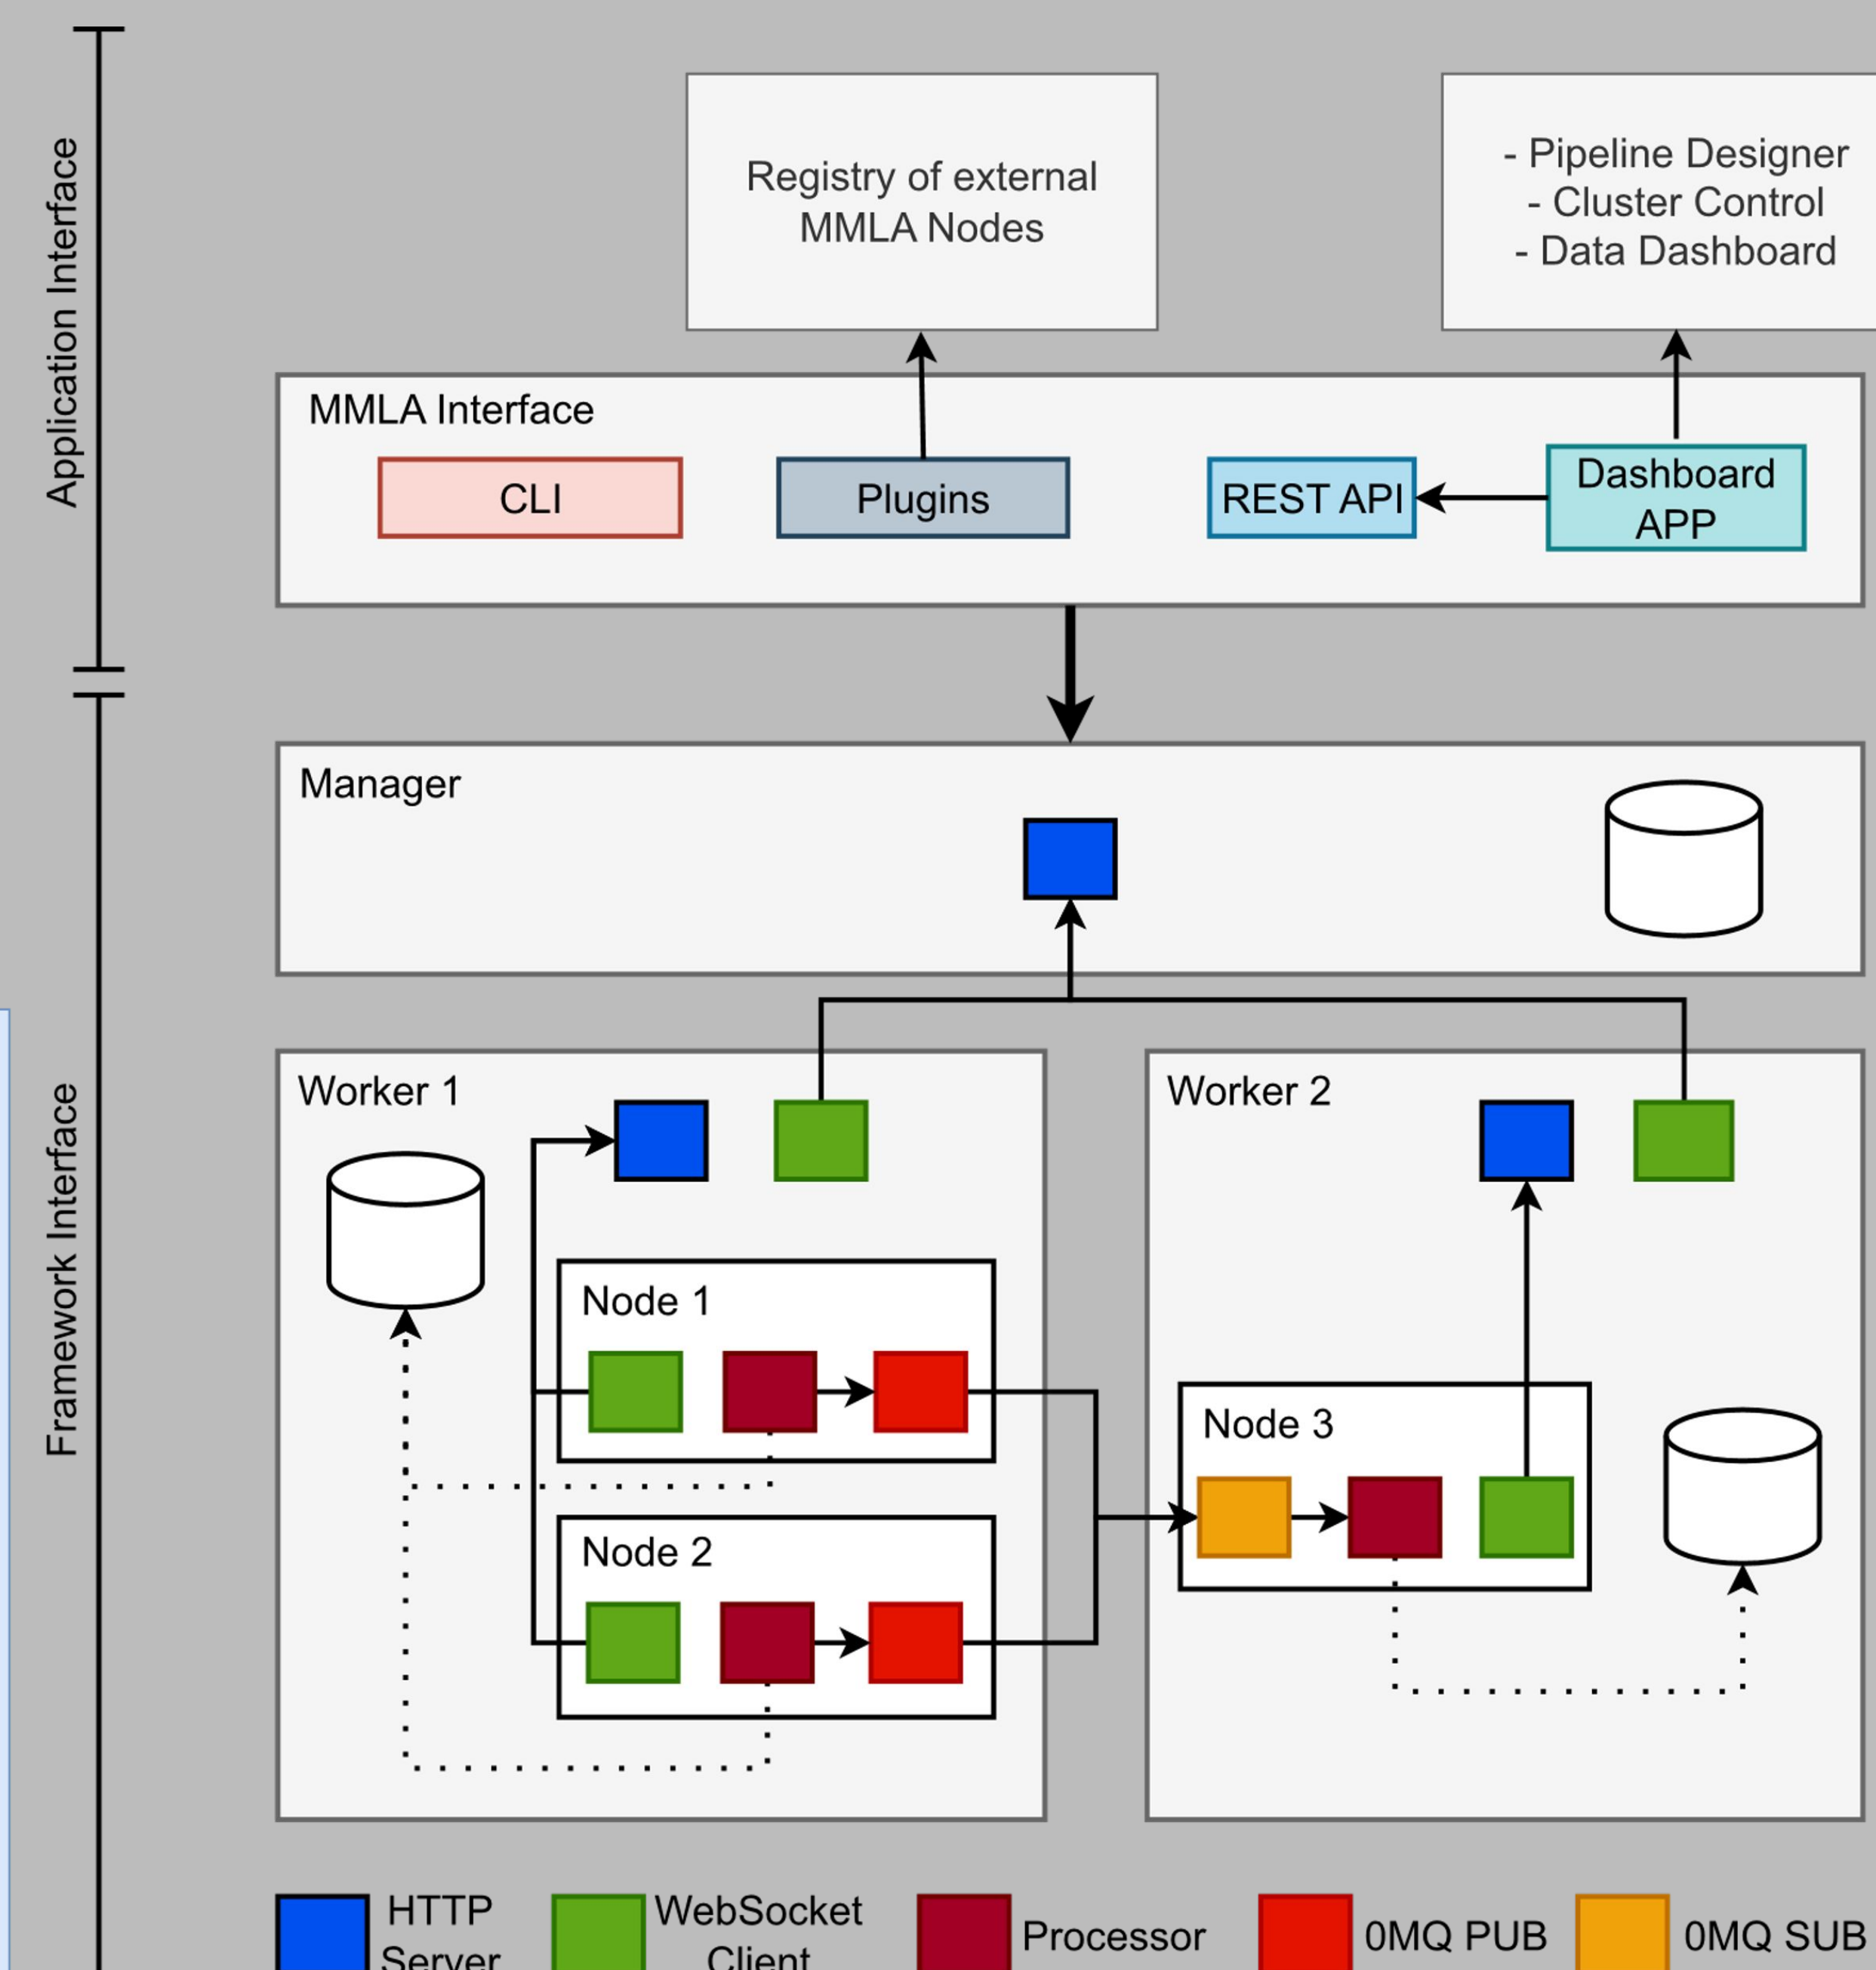 Application Interface
Registry of external
MMLA Nodes
- Pipeline Designer
- Cluster Control
- Data Dashboard
MMLA Interface
CLI
Plugins
REST API
Dashboard
APP
Framework Interface
Manager
Worker 1
Worker 2
Node 1
Node 2
Node 3
HTTP
Server
WebSocket
Client
Processor
0MQ PUB
0MQ SUB